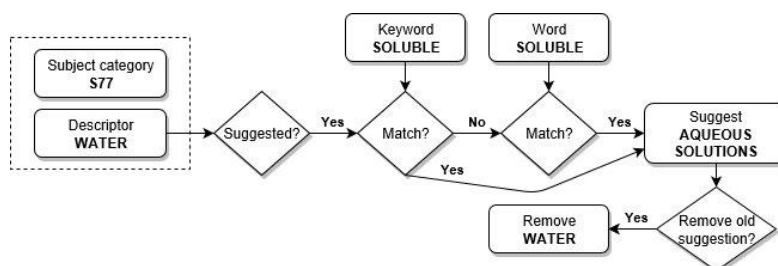 Keyword
SOLUBLE
Word
SOLUBLE
Subject category
S77
Descriptor
WATER
Suggested?
Yes
Match?
No
Match?
Yes
Suggest
AQUEOUS
SOLUTIONS
Yes
Remove
WATER
Yes
Remove old
suggestion?